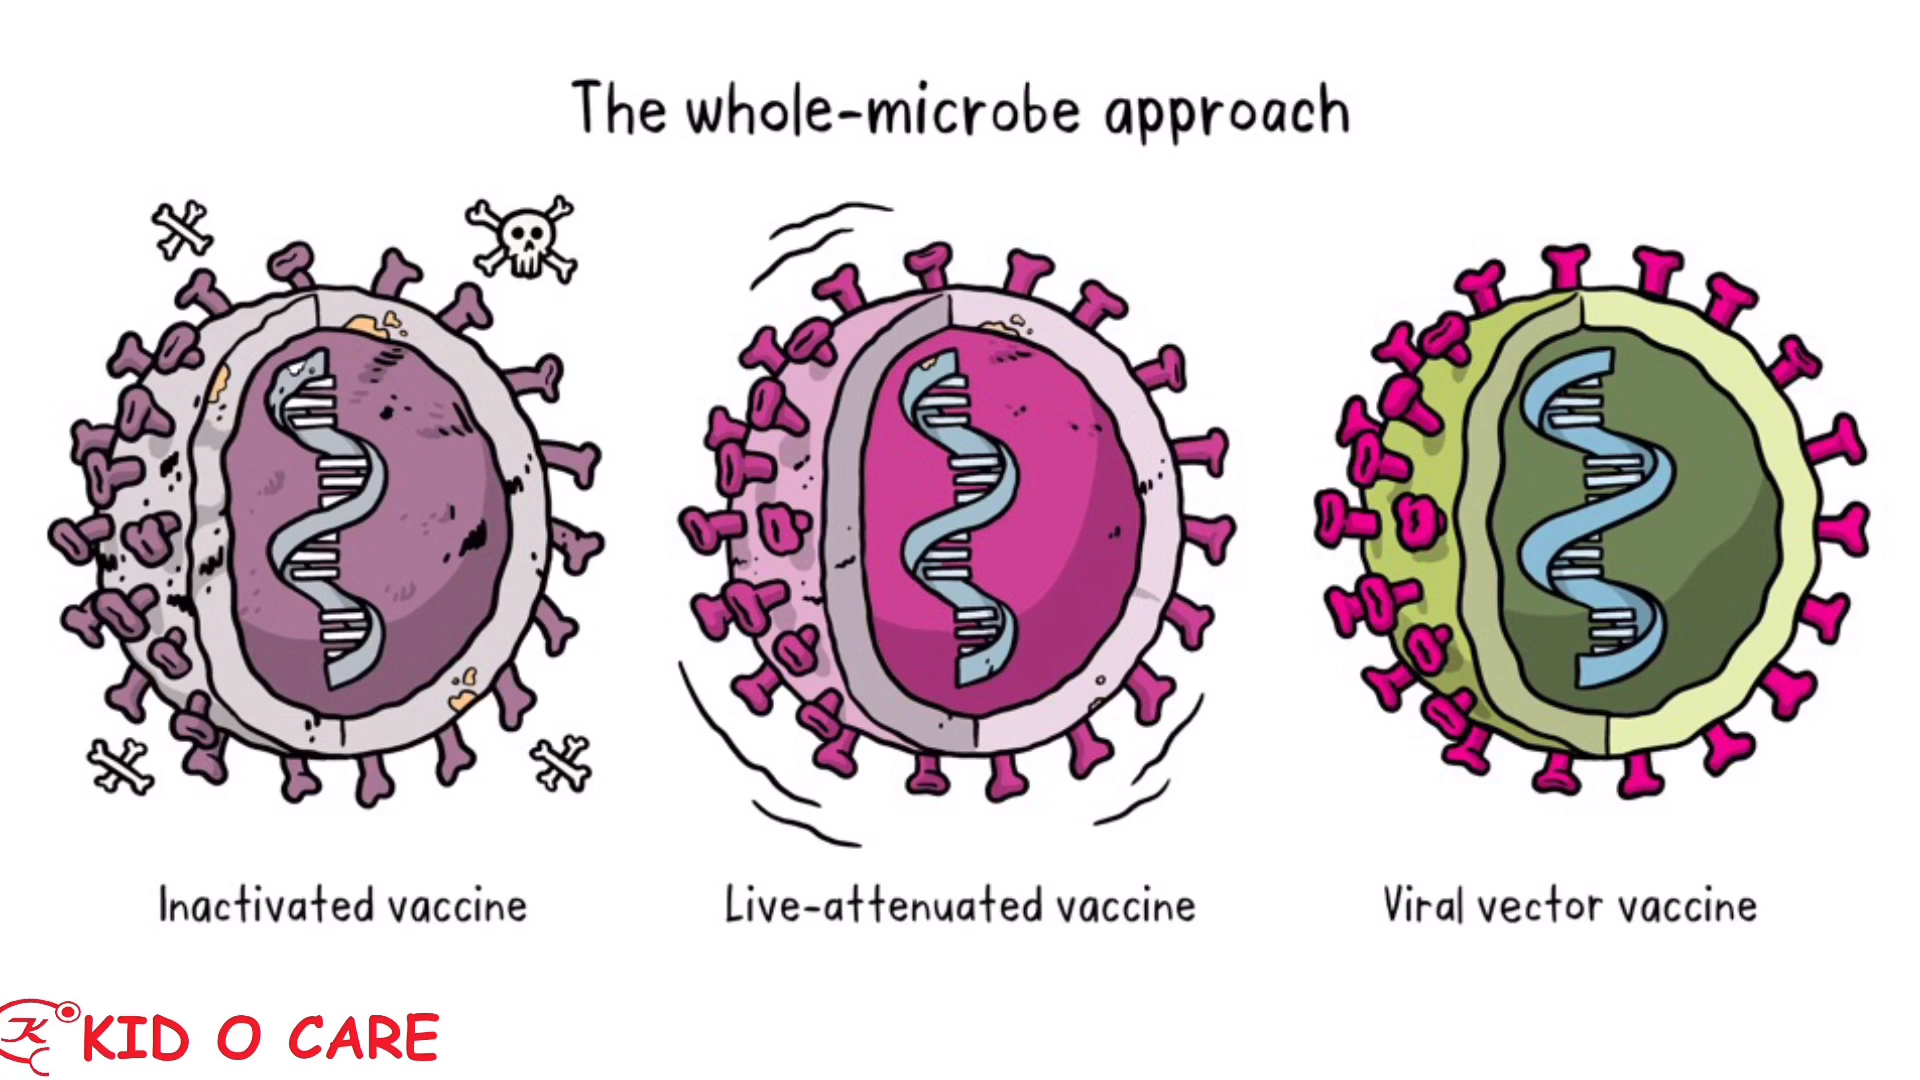 The whole-microbe approach
Inactivated vaccine
Live-attenuated vaccine
Viral vector vaccine
K
KID O CARE